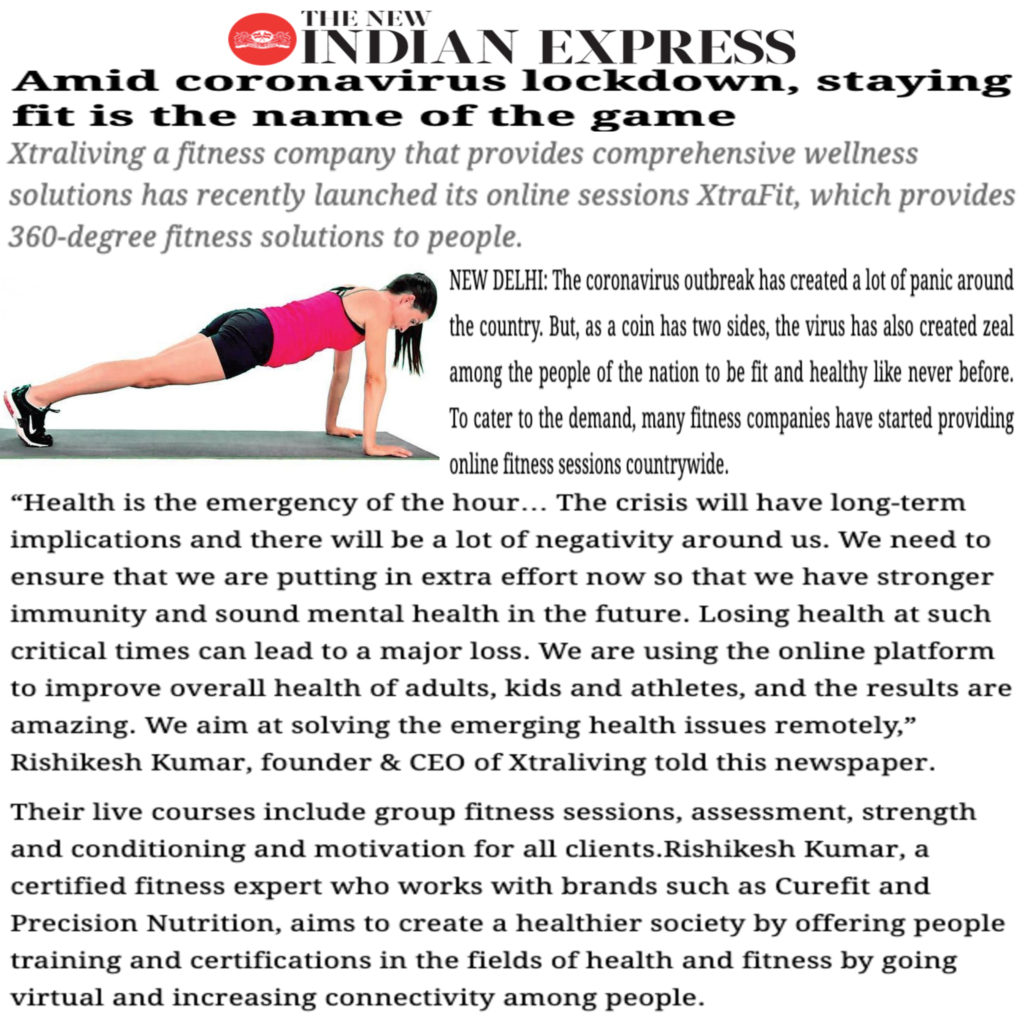 THE NEW
INDIAN EXPRESS
Amid coronavirus lockdown, staying
fit is the name of the game
Xtraliving a fitness company that provides comprehensive wellness
solutions has recently launched its online sessions XtraFit, which provides
360-degree fitness solutions to people.
NEW DELHI: The coronavirus outbreak has created a lot of panic around
the country. But, as a coin has two sides, the virus has also created zeal
among the people of the nation to be fit and healthy like never before.
To cater to the demand, many fitness companies have started providing
online fitness sessions countrywide.
“Health is the emergency of the hour… The crisis will have long-term
implications and there will be a lot of negativity around us. We need to
ensure that we are putting in extra effort now so that we have stronger
immunity and sound mental health in the future. Losing health at such
critical times can lead to a major loss. We are using the online platform
to improve overall health of adults, kids and athletes, and the results are
amazing. We aim at solving the emerging health issues remotely,”
Rishikesh Kumar, founder & CEO of Xtraliving told this newspaper.
Their live courses include group fitness sessions, assessment, strength
and conditioning and motivation for all clients.Rishikesh Kumar, a
certified fitness expert who works with brands such as Curefit and
Precision Nutrition, aims to create a healthier society by offering people
training and certifications in the fields of health and fitness by going
virtual and increasing connectivity among people.